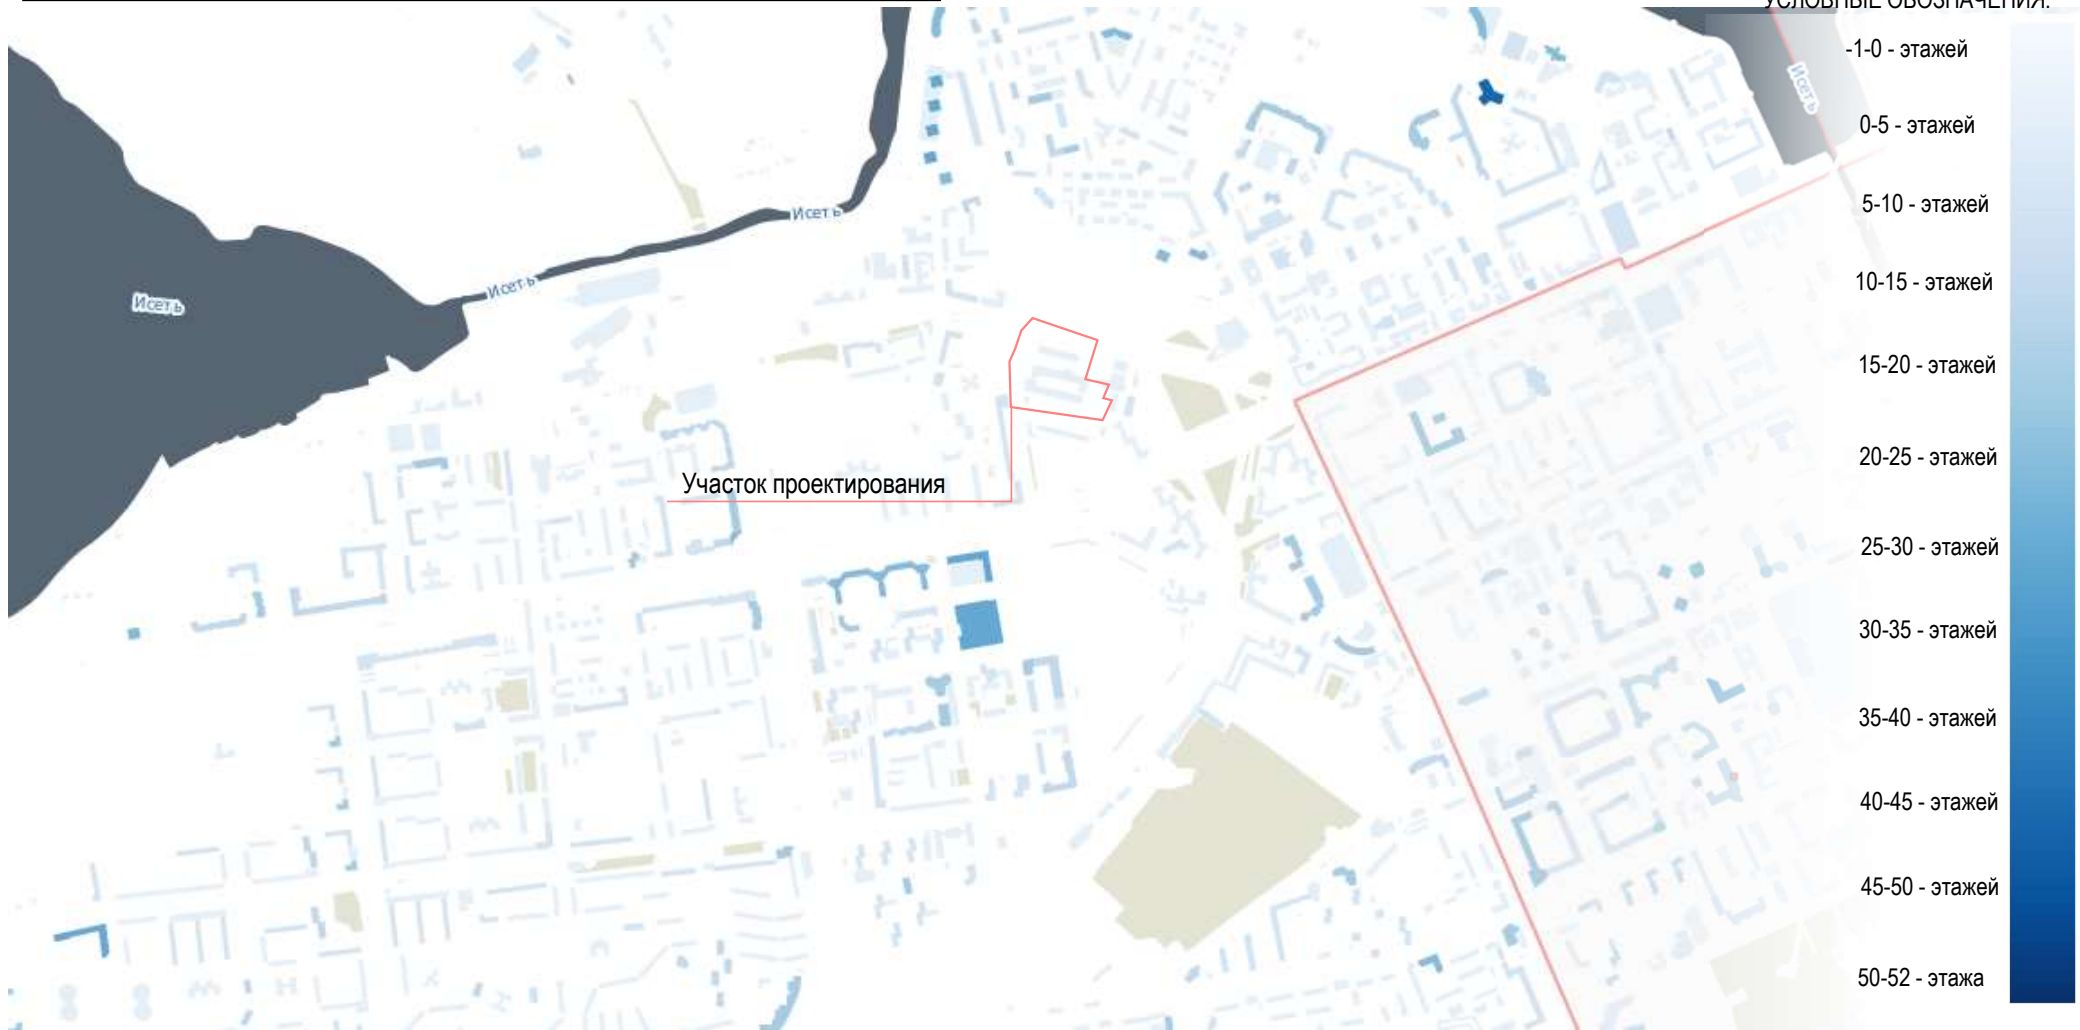 УСЛОВНЫЕ ОБОЗНАЧЕНИЯ:
-1-0 - этажей
0-5 - этажей
5-10 - этажей
10-15 - этажей
15-20 - этажей
20-25 - этажей
25-30 - этажей
30-35 - этажей
35-40 - этажей
40-45 - этажей
45-50 - этажей
50-52 - этажа
Исеть
Исеть
Исеть
Исеть
Участок проектирования